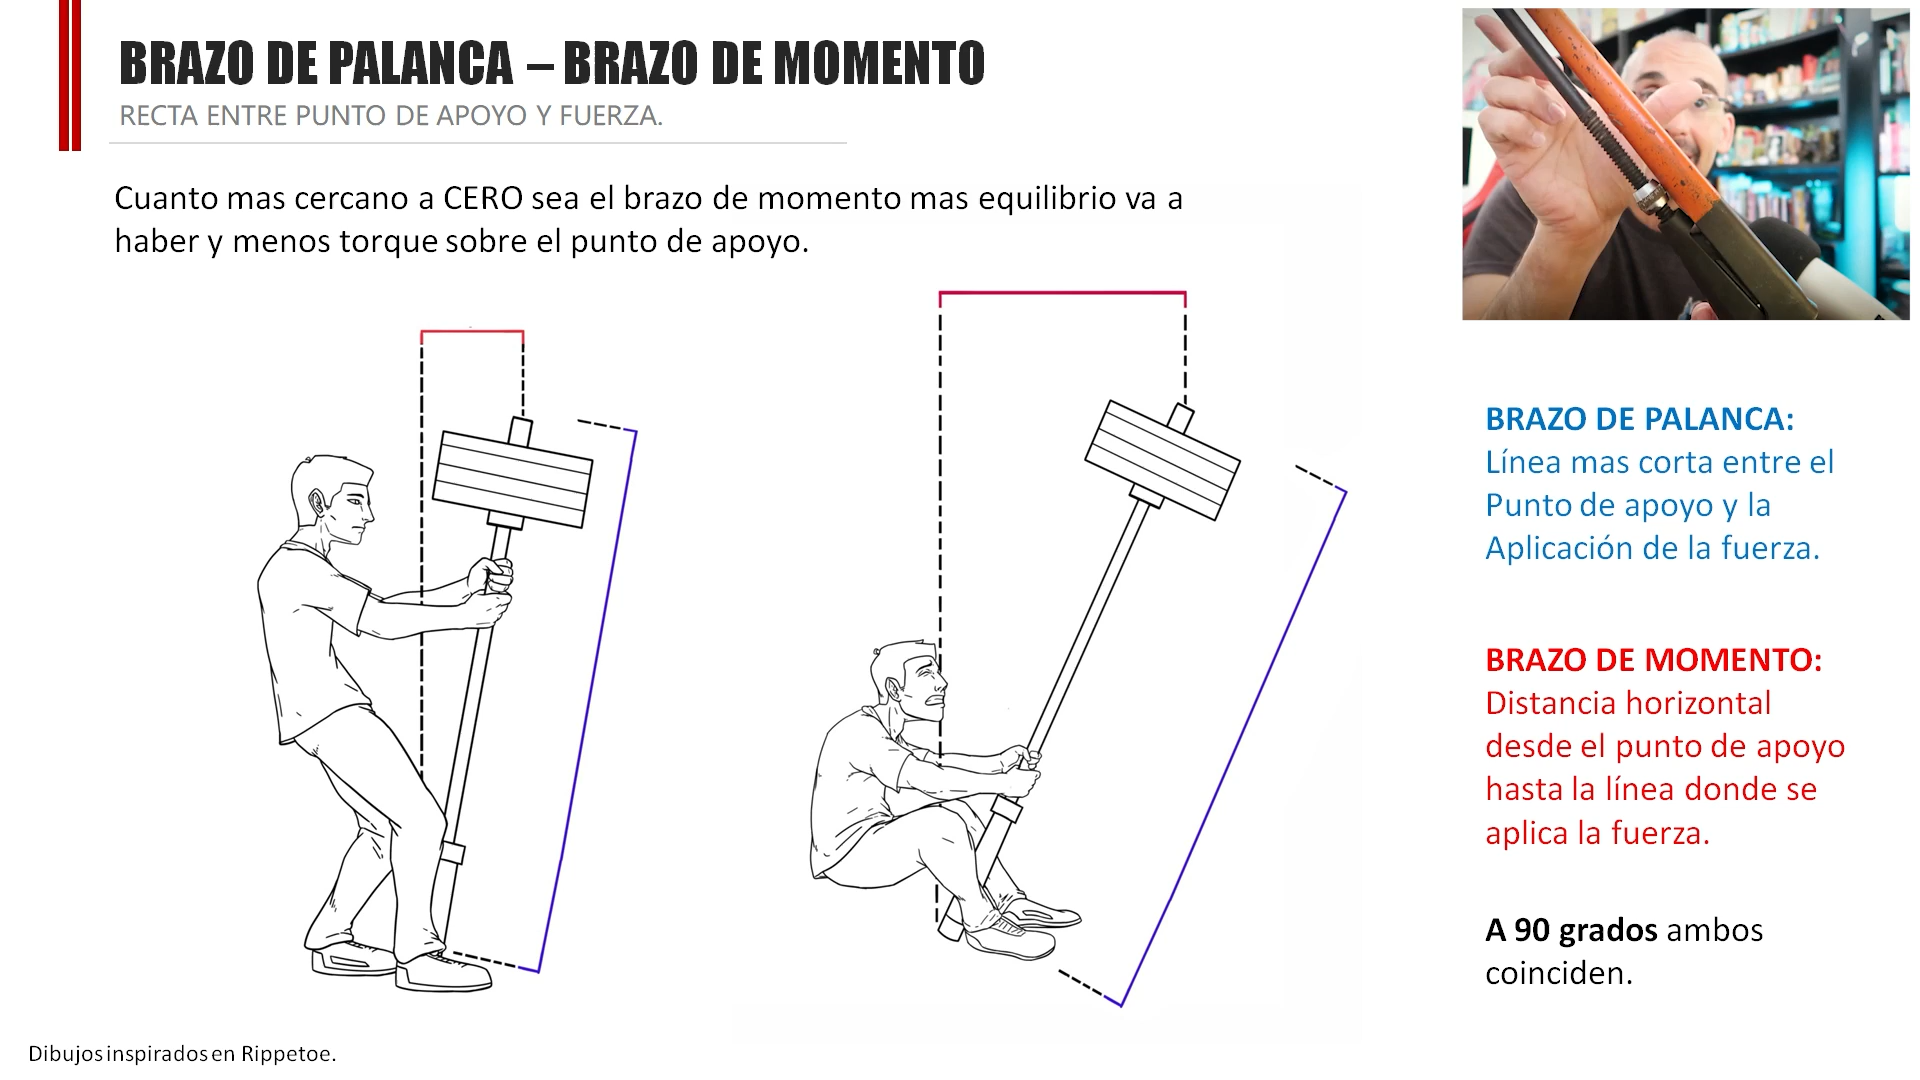 BRAZO DE PALANCA – BRAZO DE MOMENTO
RECTA ENTRE PUNTO DE APOYO Y FUERZA.
Cuanto mas cercano a CERO sea el brazo de momento mas equilibrio va a
haber y menos torque sobre el punto de apoyo.
BRAZO DE PALANCA:
Línea mas corta entre el
Punto de apoyo y la
Aplicación de la fuerza.
BRAZO DE MOMENTO:
Distancia horizontal
desde el punto de apoyo
hasta la línea donde se
aplica la fuerza.
A 90 grados ambos
coinciden.
Dibujos inspirados en Rippetoe.